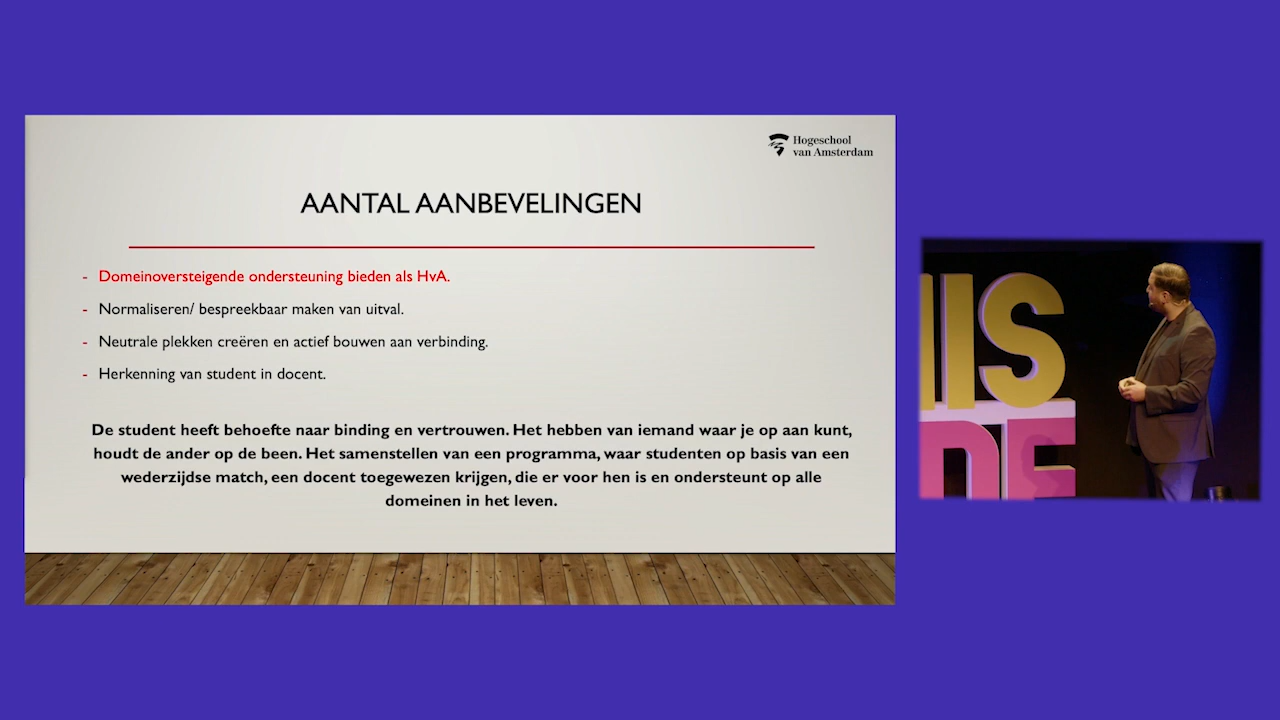 Hogeschool
van Amsterdam
AANTAL AANBEVELINGEN
- Domeinoversteigende ondersteuning bieden als HvA.
- Normaliseren/ bespreekbaar maken van uitval.
- Neutrale plekken creëren en actief bouwen aan verbinding.
- Herkenning van student in docent.
De student heeft behoefte naar binding en vertrouwen. Het hebben van iemand waar je op aan kunt,
houdt de ander op de been. Het samenstellen van een programma, waar studenten op basis van een
wederzijdse match, een docent toegewezen krijgen, die er voor hen is en ondersteunt op alle
domeinen in het leven.